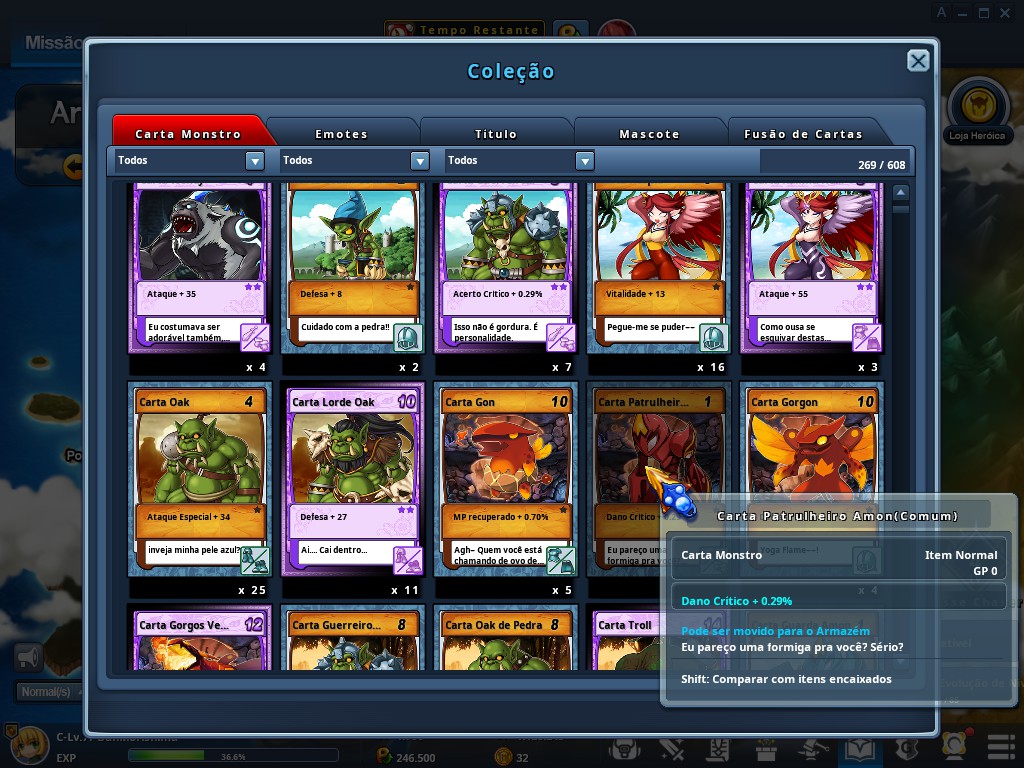 Missão
Tempo Restante
A
Coleção
Ar
Loja Heróica
Carta Monstro
Emotes
Título
Mascote
Fusão de Cartas
Todos
Todos
Todos
269 / 608
Ataque + 35
Defesa + 8
Acerto Crítico + 0.29%
Vitalidade + 13
Ataque + 55
Eu costumava ser
adorável também,...
Cuidado com a pedra!!
Isso não é gordura. É
personalidade.
Pegue-me se puder~~
Como ousa se
esquivar destas...
x 4
x 2
x 7
x 16
x 3
Carta Oak 4
Carta Lorde Oak 10
Carta Gon 10
Carta Patrulheir... 1
Carta Gorgon 10
Po
Ataque Especial + 34
Defesa + 27
MP recuperado + 0.70%
Dano Crítico +
inveja minha pele azul?
Ai.... Cai dentro...
Agh~ Quem você está
chamando de ovo de...
Eu pareço uma
formiga pra vo
Yoga Flame~~!
x 25
x 11
x 5
x 4
Carta Patrulheiro Amon(Comum)
Carta Monstro
Item Normal
GP 0
Dano Crítico + 0.29%
Pode ser movido para o Armazém
Eu pareço uma formiga pra você? Sério?
Shift: Comparar com itens encaixados
Carta Gorgos Ve... 12
Carta Guerreiro... 8
Carta Oak de Pedra 8
Carta Troll
Normal(/s)
EXP
36.6%
246.500
32